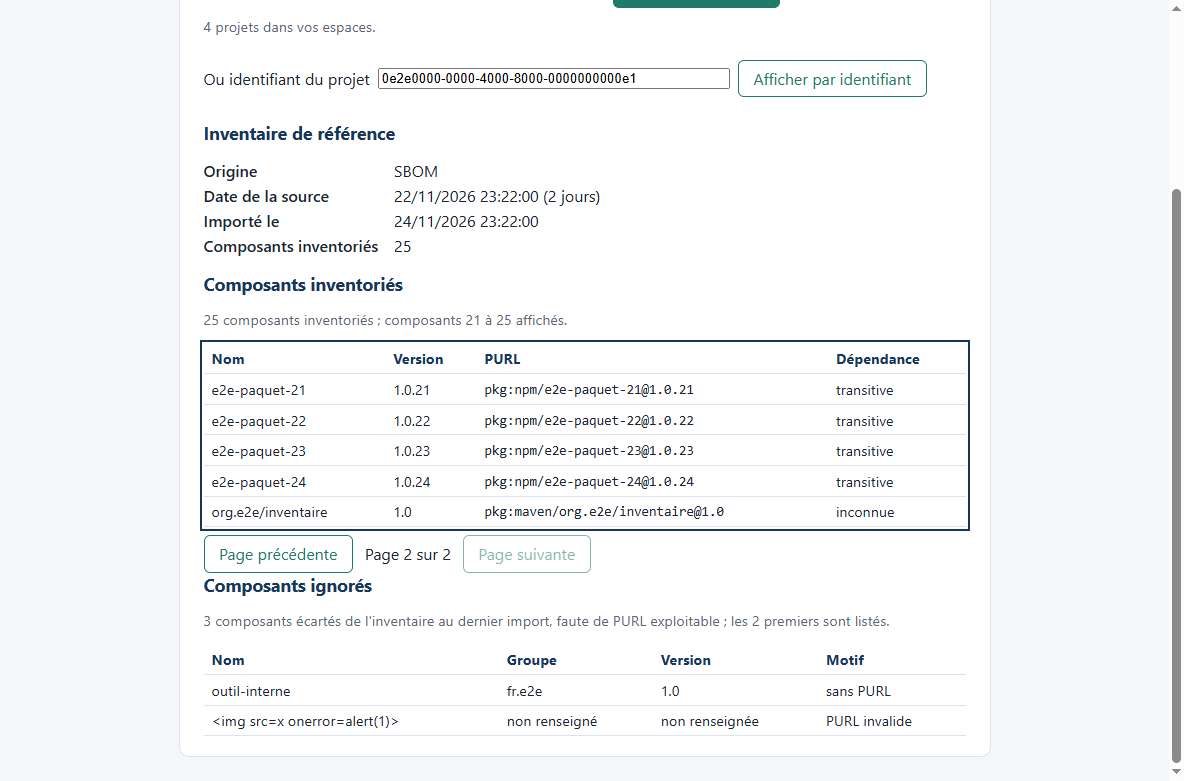 4 projets dans vos espaces.
Ou identifiant du projet 0e2e0000-0000-4000-8000-0000000000e1 Afficher par identifiant
Inventaire de référence
Origine SBOM
Date de la source 22/11/2026 23:22:00 (2 jours)
Importé le 24/11/2026 23:22:00
Composants inventoriés 25
Composants inventoriés
25 composants inventoriés ; composants 21 à 25 affichés.
Nom Version PURL Dépendance
e2e-paquet-21 1.0.21 pkg:npm/e2e-paquet-21@1.0.21 transitive
e2e-paquet-22 1.0.22 pkg:npm/e2e-paquet-22@1.0.22 transitive
e2e-paquet-23 1.0.23 pkg:npm/e2e-paquet-23@1.0.23 transitive
e2e-paquet-24 1.0.24 pkg:npm/e2e-paquet-24@1.0.24 transitive
org.e2e/inventaire 1.0 pkg:maven/org.e2e/inventaire@1.0 inconnue
Page précédente Page 2 sur 2 Page suivante
Composants ignorés
3 composants écartés de l'inventaire au dernier import, faute de PURL exploitable ; les 2 premiers sont listés.
Nom Groupe Version Motif
outil-interne fr.e2e 1.0 sans PURL
<img src=x onerror=alert(1)> non renseigné non renseignée PURL invalide